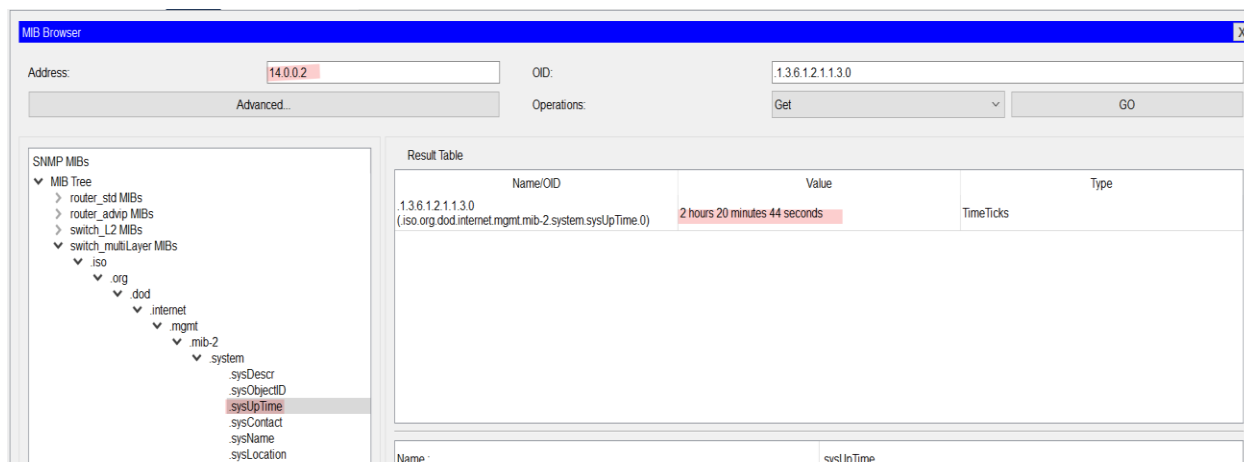 MIB Browser
X
Address: 14.0.0.2 OID: .1.3.6.1.2.1.1.3.0
Advanced... Operations: Get GO
SNMP MIBs
MIB Tree
router_std MIBs
router_advip MIBs
switch_L2 MIBs
switch_multiLayer MIBs
.iso
.org
.dod
.internet
.mgmt
.mib-2
.system
.sysDescr
.sysObjectID
.sysUpTime
.sysContact
.sysName
.sysLocation
Result Table
Name/OID Value Type
.1.3.6.1.2.1.1.3.0
(.iso.org.dod.internet.mgmt.mib-2.system.sysUpTime.0) 2 hours 20 minutes 44 seconds TimeTicks
Name : sysUpTime